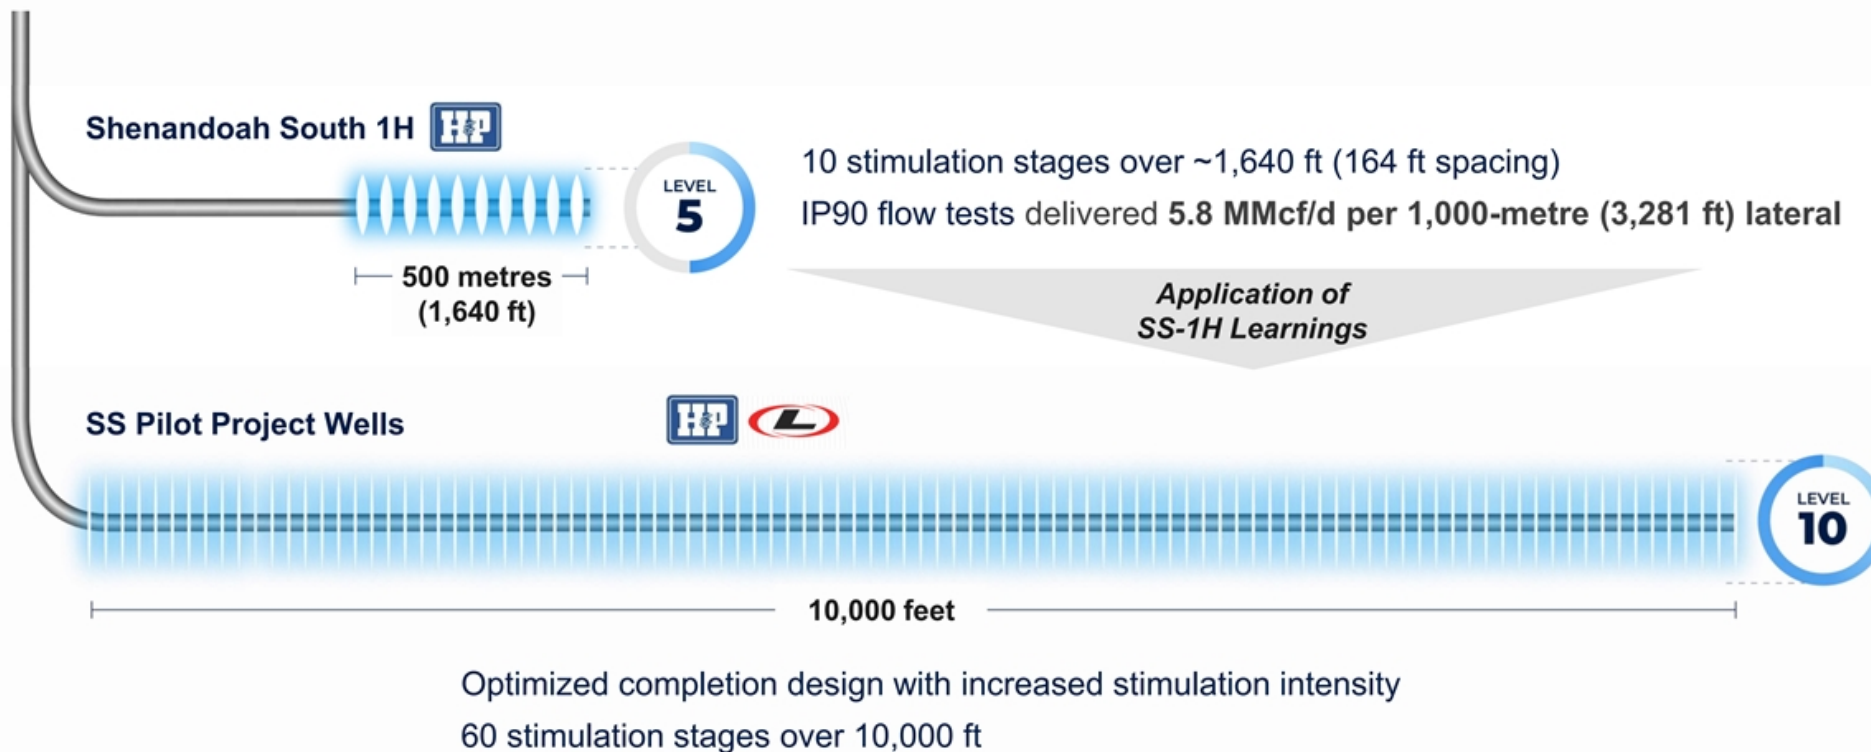 Shenandoah South 1H
H&P
LEVEL
5
10 stimulation stages over ~1,640 ft (164 ft spacing)
IP90 flow tests delivered 5.8 MMcf/d per 1,000-metre (3,281 ft) lateral
500 metres
(1,640 ft)
Application of
SS-1H Learnings
SS Pilot Project Wells
H&P
L
LEVEL
10
10,000 feet
Optimized completion design with increased stimulation intensity
60 stimulation stages over 10,000 ft